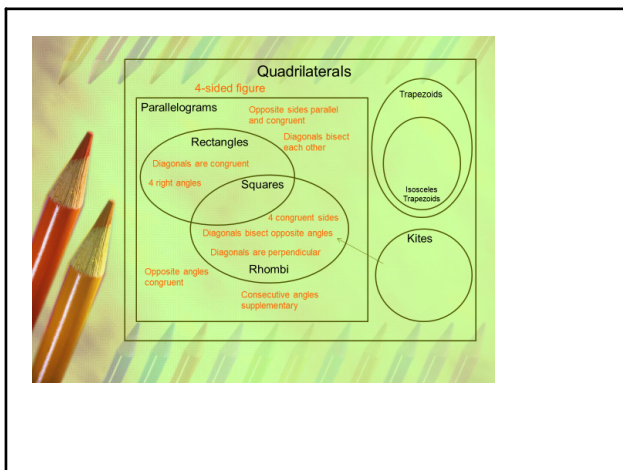 Quadrilaterals
4-sided figure
Parallelograms
Opposite sides parallel
and congruent
Rectangles
Diagonals bisect
each other
Diagonals are congruent
4 right angles
Squares
4 congruent sides
Diagonals bisect opposite angles
Diagonals are perpendicular
Rhombi
Opposite angles
congruent
Consecutive angles
supplementary
Trapezoids
Isosceles
Trapezoids
Kites